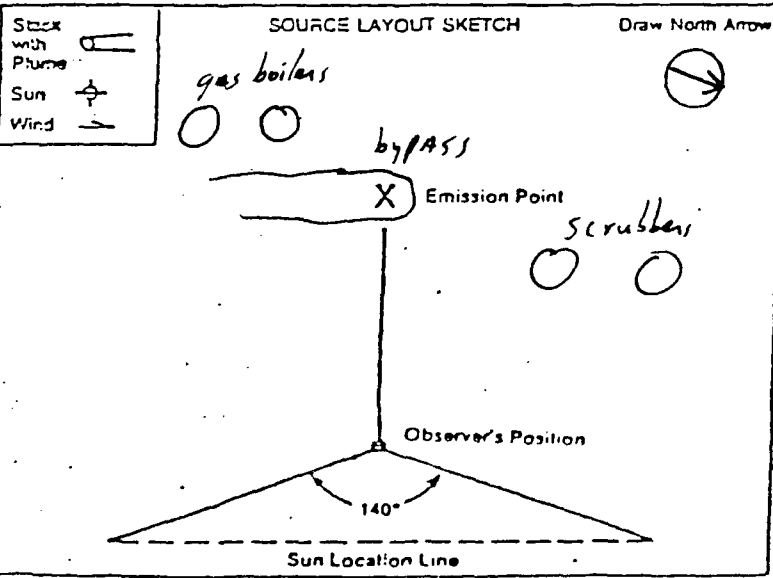 Stack
with
Plume
Sun
Wind
SOURCE LAYOUT SKETCH
Draw North Arrow
gas boilers
bypass
X Emission Point
scrubbers
Observer's Position
140°
Sun Location Line